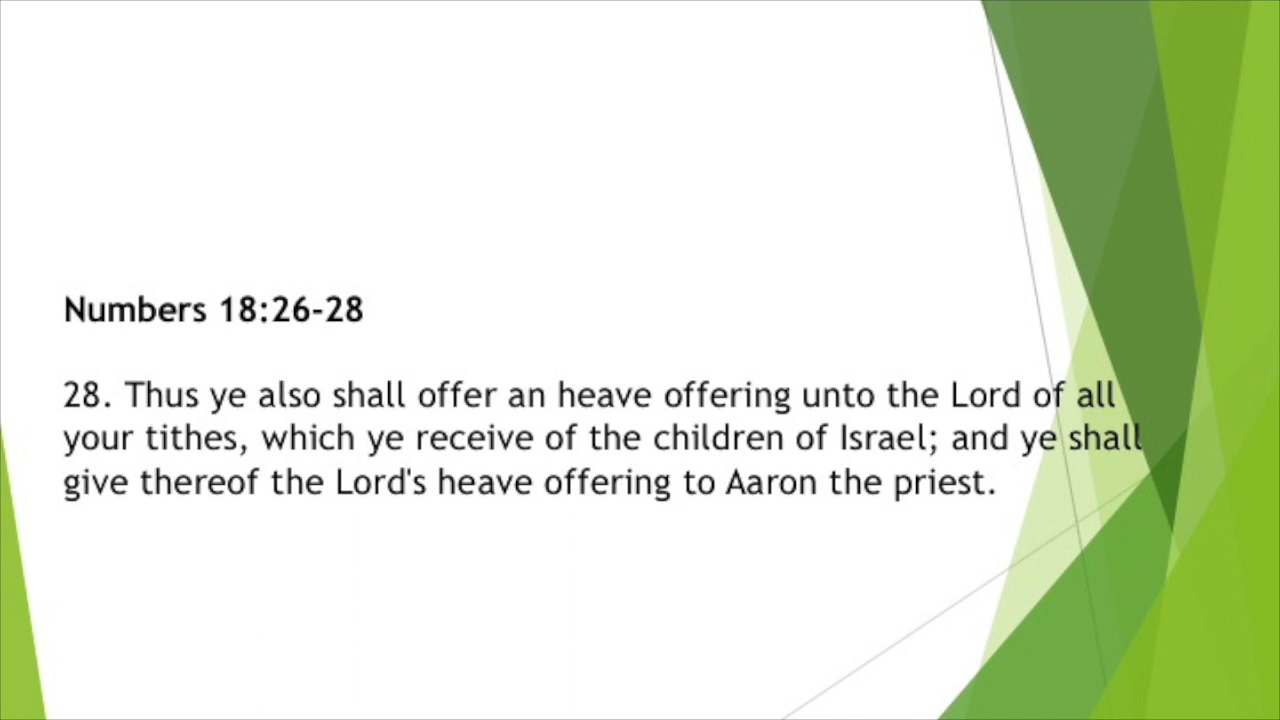 Numbers 18:26-28
28. Thus ye also shall offer an heave offering unto the Lord of all
your tithes, which ye receive of the children of Israel; and ye shall
give thereof the Lord's heave offering to Aaron the priest.